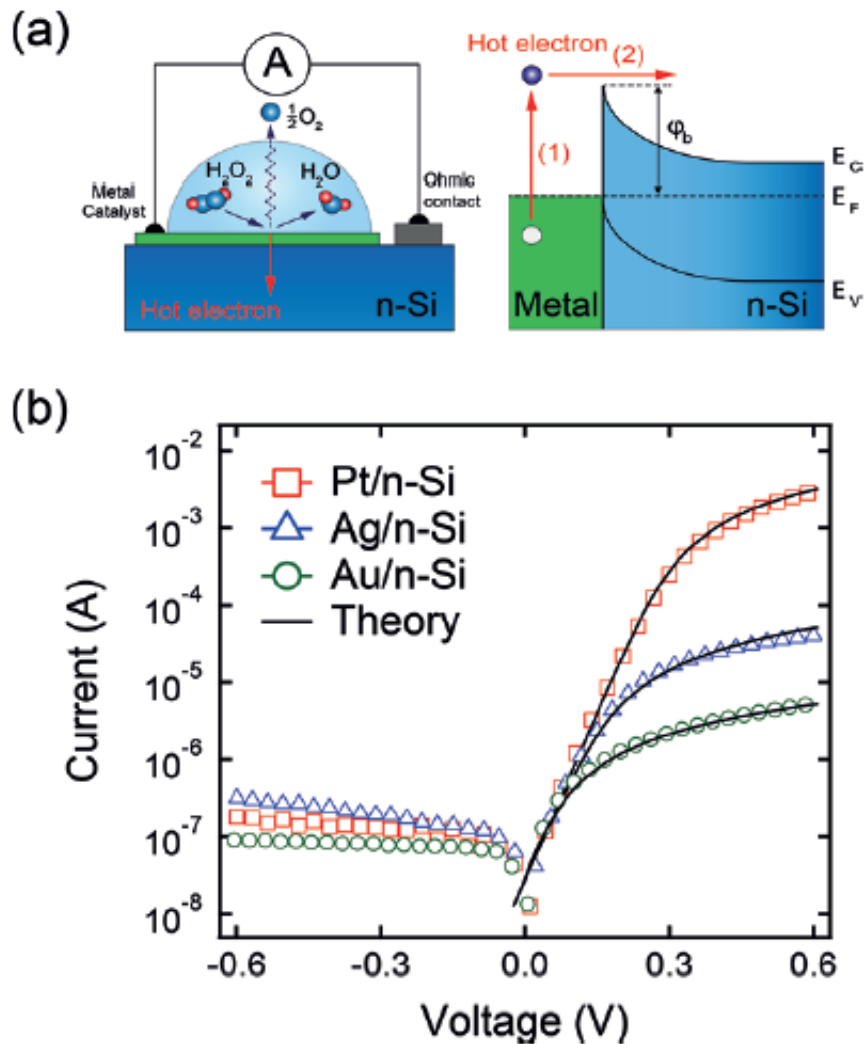 (a)
A
½O₂
H₂O₂
H₂O
Metal
Catalyst
Ohmic
contact
Hot electron
n-Si
Hot electron
(2)
(1)
φb
EC
EF
EV
Metal
n-Si
(b)
Current (A)
10⁻²
10⁻³
10⁻⁴
10⁻⁵
10⁻⁶
10⁻⁷
10⁻⁸
Pt/n-Si
Ag/n-Si
Au/n-Si
Theory
-0.6
-0.3
0.0
0.3
0.6
Voltage (V)